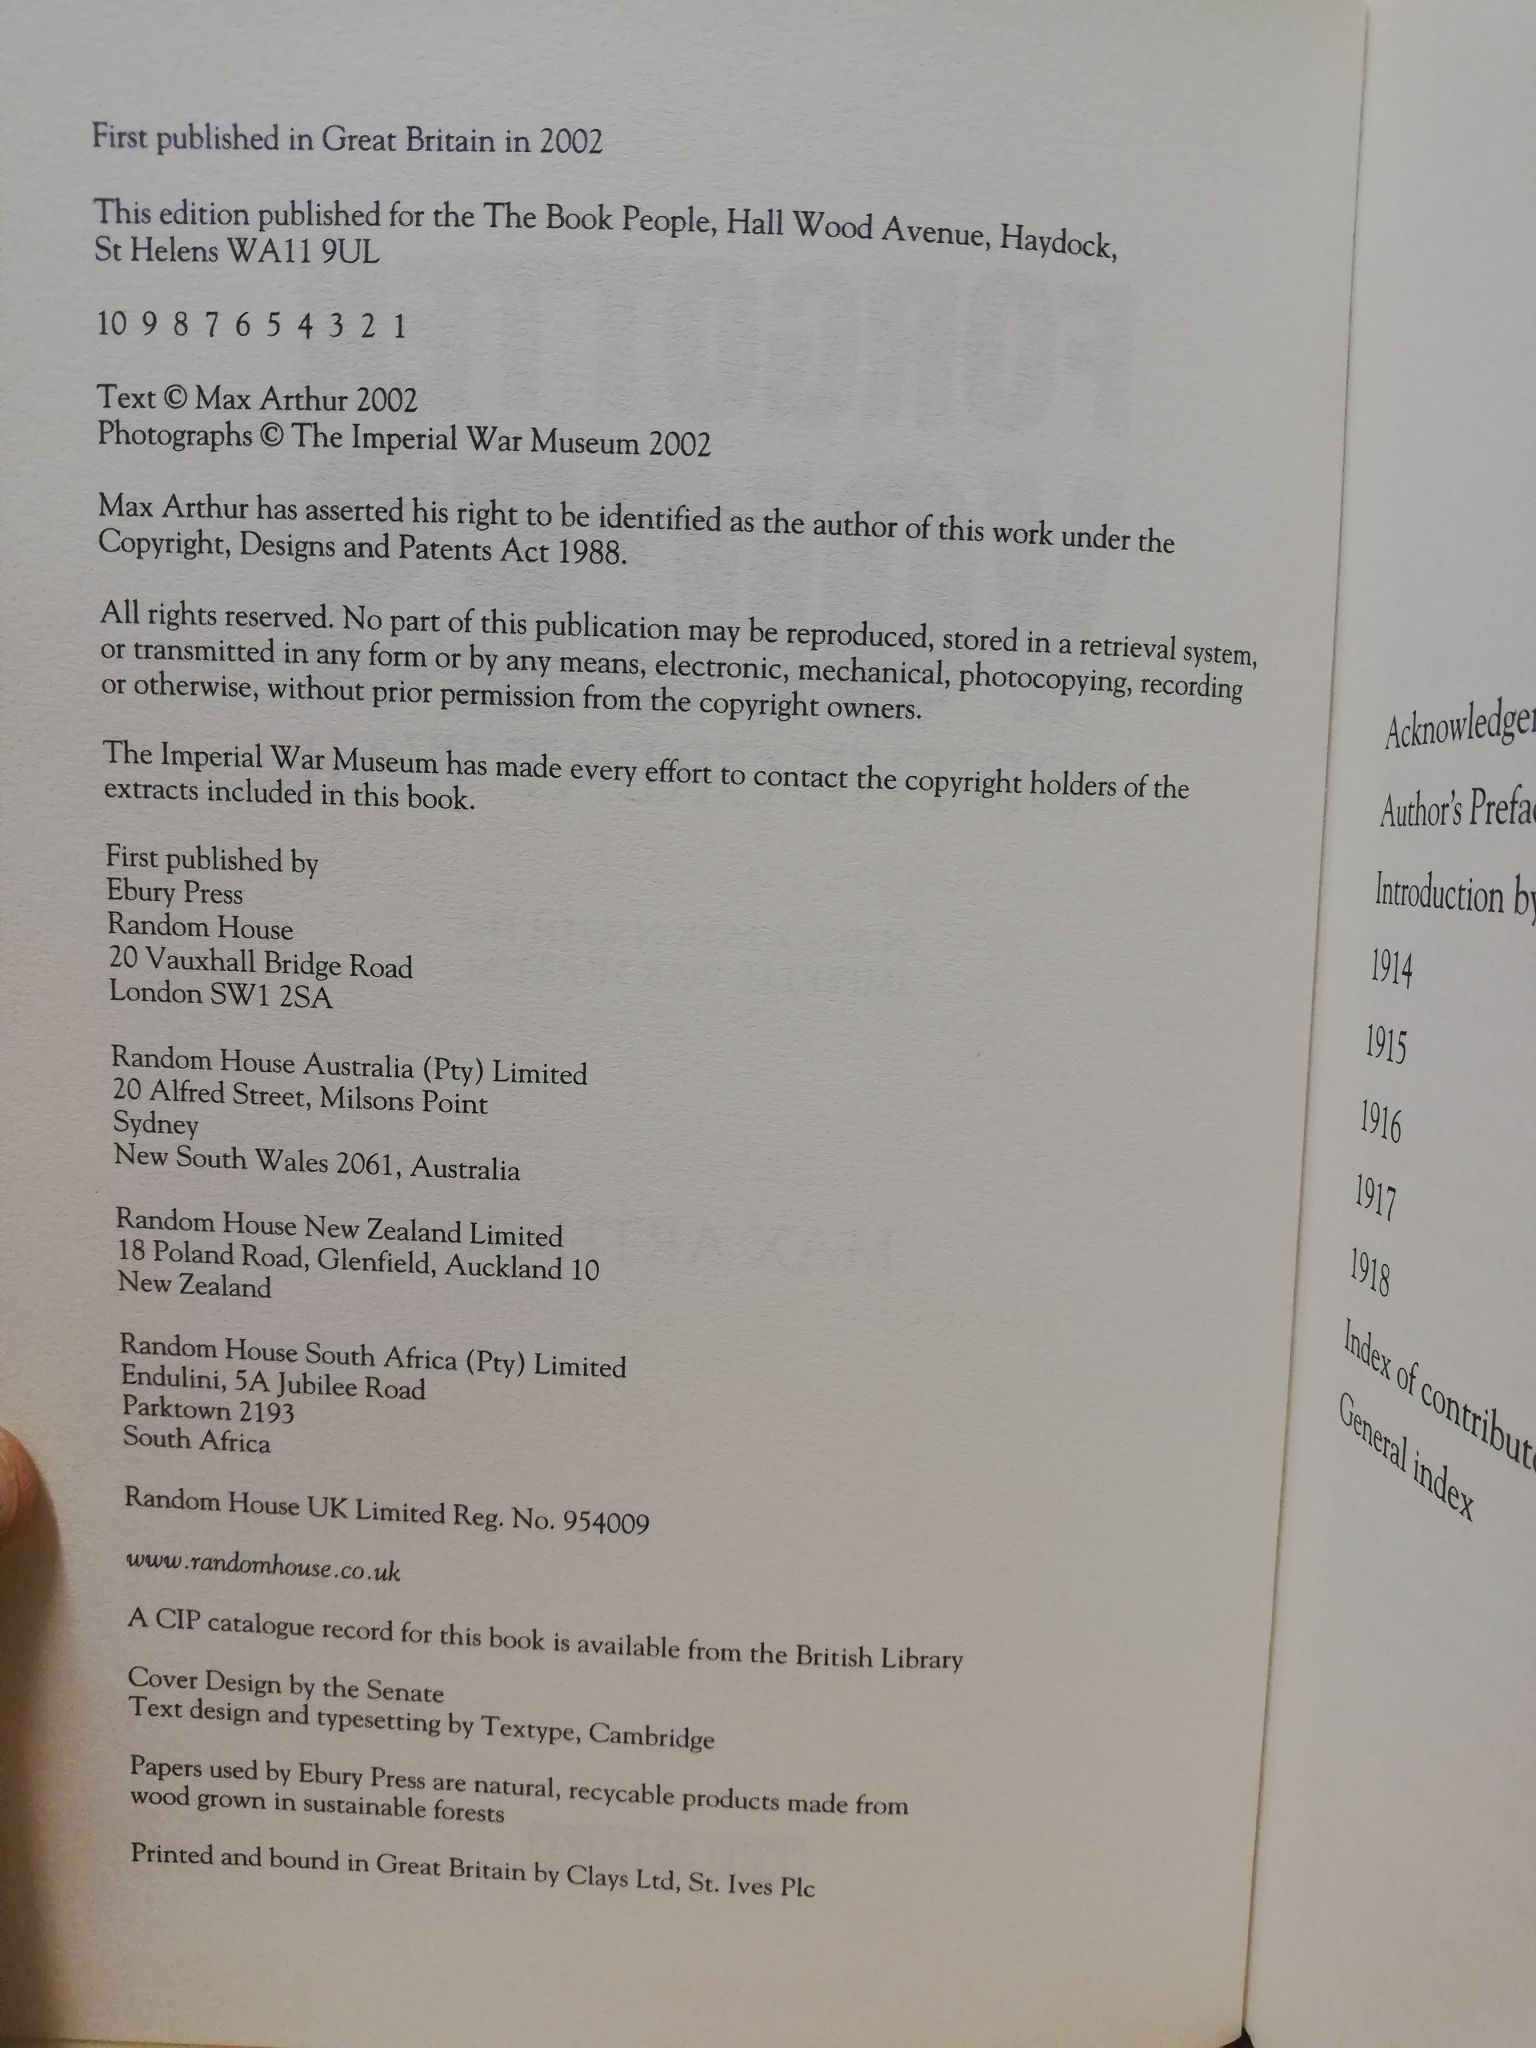 First published in Great Britain in 2002
This edition published for the The Book People, Hall Wood Avenue, Haydock,
St Helens WA11 9UL
10 9 8 7 6 5 4 3 2 1
Text © Max Arthur 2002
Photographs © The Imperial War Museum 2002
Max Arthur has asserted his right to be identified as the author of this work under the
Copyright, Designs and Patents Act 1988.
All rights reserved. No part of this publication may be reproduced, stored in a retrieval system,
or transmitted in any form or by any means, electronic, mechanical, photocopying, recording
or otherwise, without prior permission from the copyright owners.
The Imperial War Museum has made every effort to contact the copyright holders of the
extracts included in this book.
First published by
Ebury Press
Random House
20 Vauxhall Bridge Road
London SW1 2SA
Random House Australia (Pty) Limited
20 Alfred Street, Milsons Point
Sydney
New South Wales 2061, Australia
Random House New Zealand Limited
18 Poland Road, Glenfield, Auckland 10
New Zealand
Random House South Africa (Pty) Limited
Endulini, 5A Jubilee Road
Parktown 2193
South Africa
Random House UK Limited Reg. No. 954009
www.randomhouse.co.uk
A CIP catalogue record for this book is available from the British Library
Cover Design by the Senate
Text design and typesetting by Textype, Cambridge
Papers used by Ebury Press are natural, recycable products made from
wood grown in sustainable forests
Printed and bound in Great Britain by Clays Ltd, St. Ives Plc
Author's
Introduction by
1914
1915
1916
1917
1918
Index of
General index